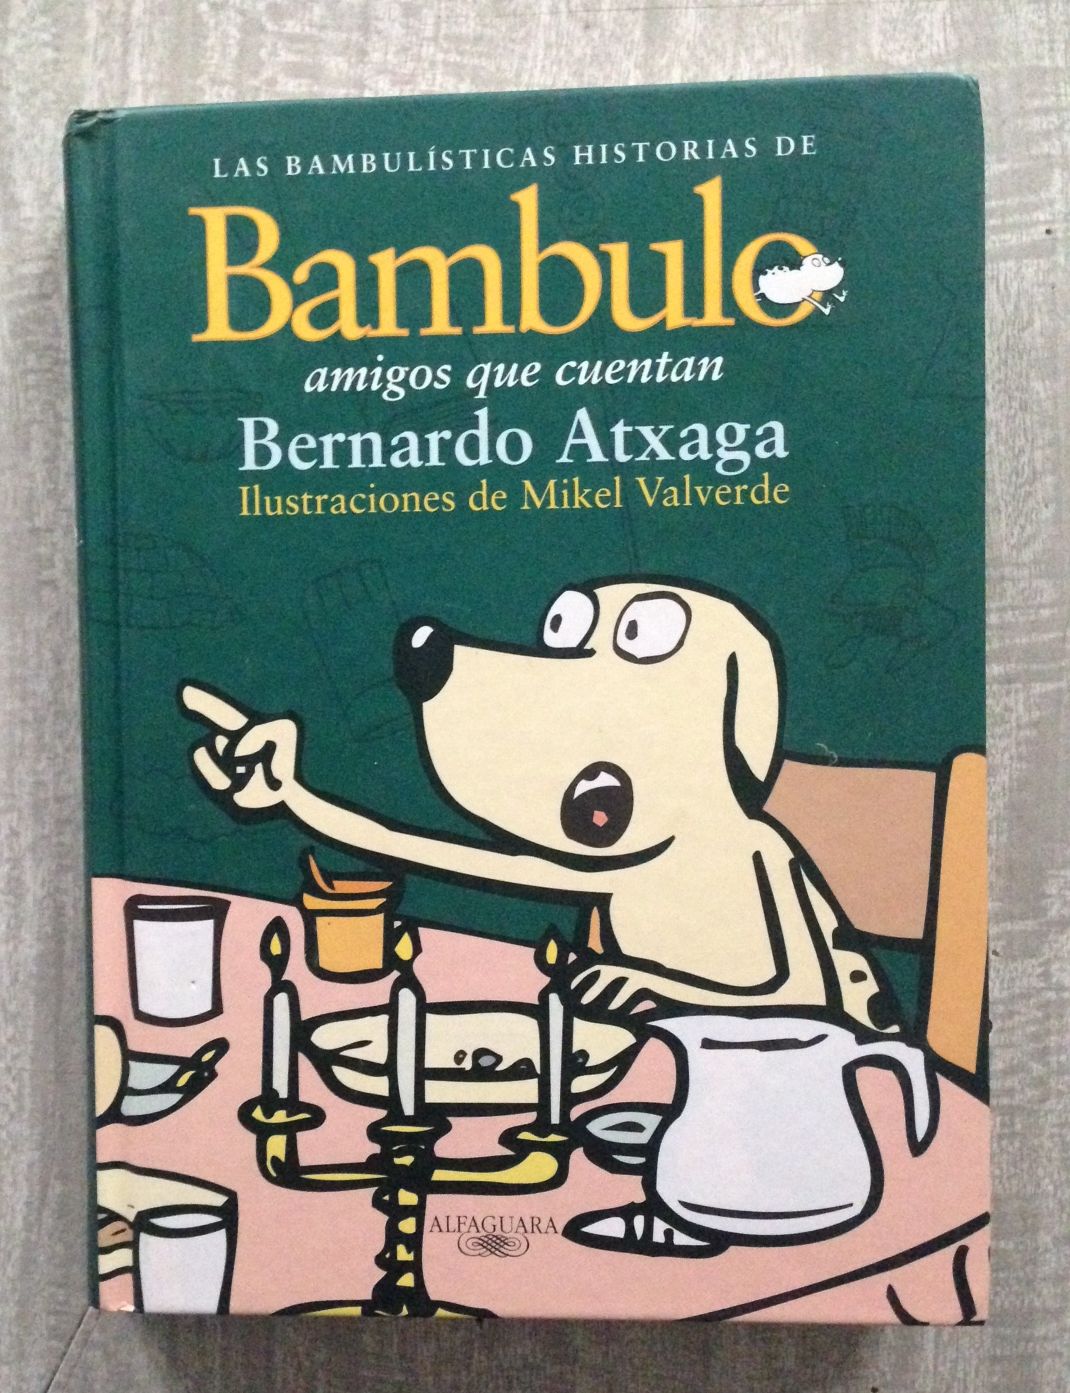 LAS BAMBULÍSTICAS HISTORIAS DE
Bambulo
amigos que cuentan
Bernardo Atxaga
Ilustraciones de Mikel Valverde
ALFAGUARA